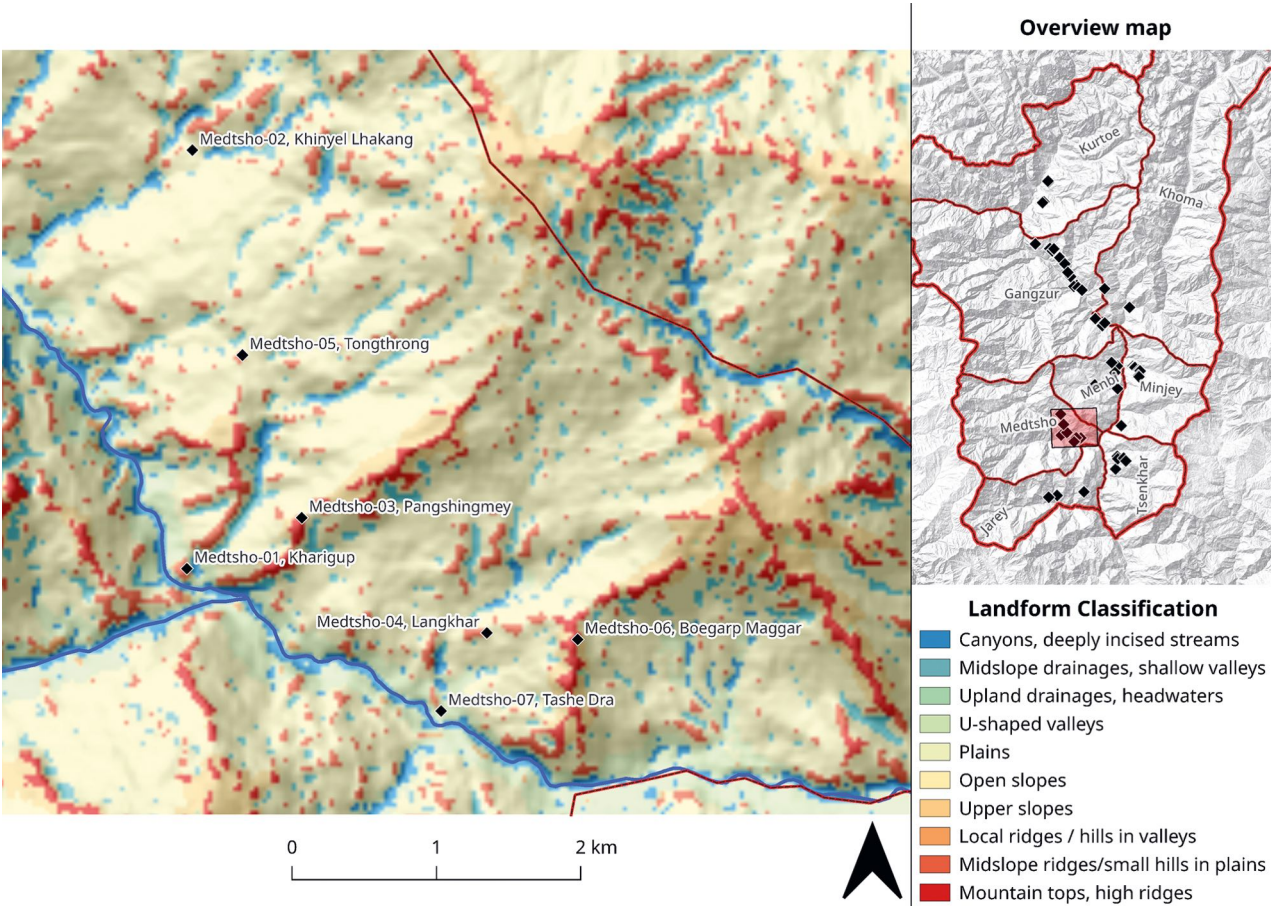 Overview map
Medtsho-02, Khinyel Lhakang
Medtsho-05, Tongthrong
Medtsho-03, Pangshingmey
Medtsho-01, Kharigup
Medtsho-04, Langkhar
Medtsho-06, Boegarp Maggar
Medtsho-07, Tashe Dra
0 1 2 km
Kurtoe
Khoma
Gangzur
Menbi
Minjey
Medtsho
Tsenkhar
Jarey
Landform Classification
Canyons, deeply incised streams
Midslope drainages, shallow valleys
Upland drainages, headwaters
U-shaped valleys
Plains
Open slopes
Upper slopes
Local ridges / hills in valleys
Midslope ridges/small hills in plains
Mountain tops, high ridges